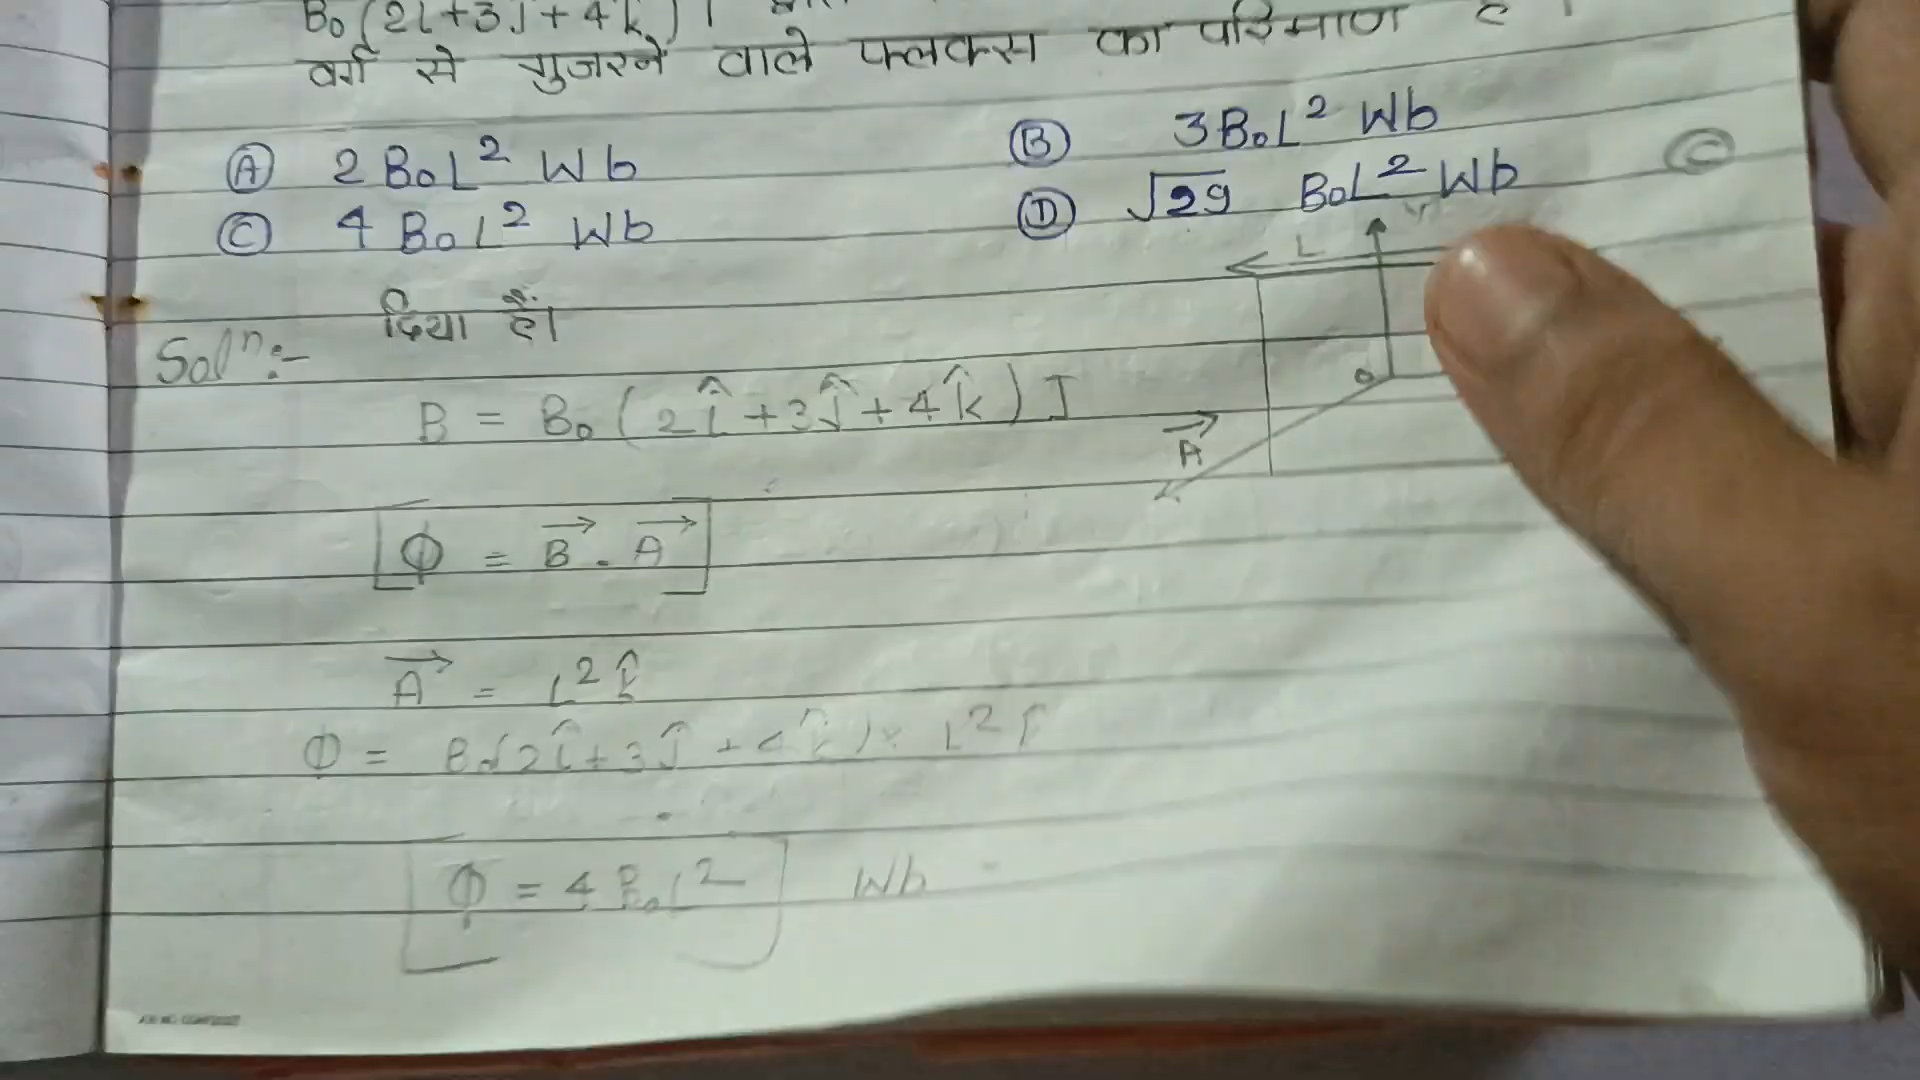 B₀(2î+3ĵ+4k̂)।
वर्ग से गुजरने वाले फ्लक्स का परिमाण है।
Ⓐ 2 B₀L² Wb Ⓑ 3B₀L² Wb
Ⓒ 4 B₀L² Wb Ⓓ √29 B₀L² Wb
Ⓒ
Y
L
दिया है।
Solⁿ:-
B = B₀(2î+3ĵ+4k̂) T
O
A⃗
Φ = B⃗ . A⃗
A⃗ = L² k̂
Φ = B₀(2î+3ĵ+4k̂) × L² k̂
Φ = 4 B₀L² Wb